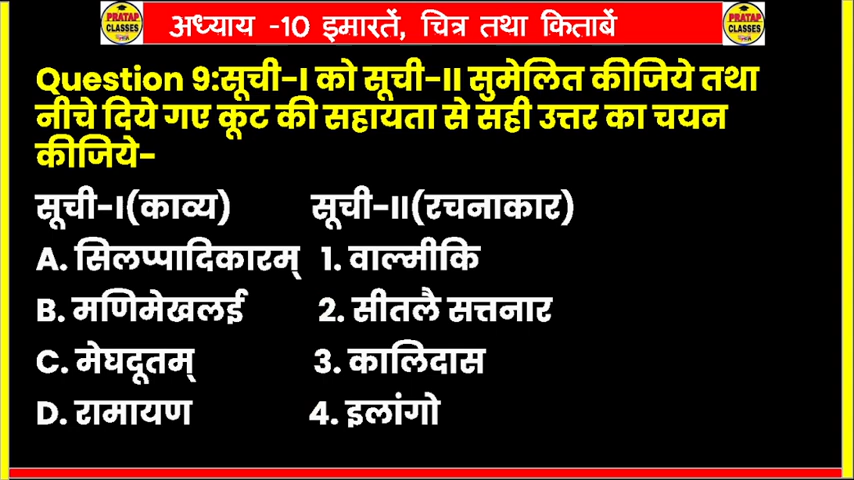 PRATAP
CLASSES
अध्याय -10 इमारतें, चित्र तथा किताबें
PRATAP
CLASSES
Question 9:सूची-I को सूची-II सुमेलित कीजिये तथा
नीचे दिये गए कूट की सहायता से सही उत्तर का चयन
कीजिये-
सूची-I(काव्य) सूची-II(रचनाकार)
A. सिलप्पादिकारम् 1. वाल्मीकि
B. मणिमेखलई 2. सीतलै सत्तनार
C. मेघदूतम् 3. कालिदास
D. रामायण 4. इलांगो